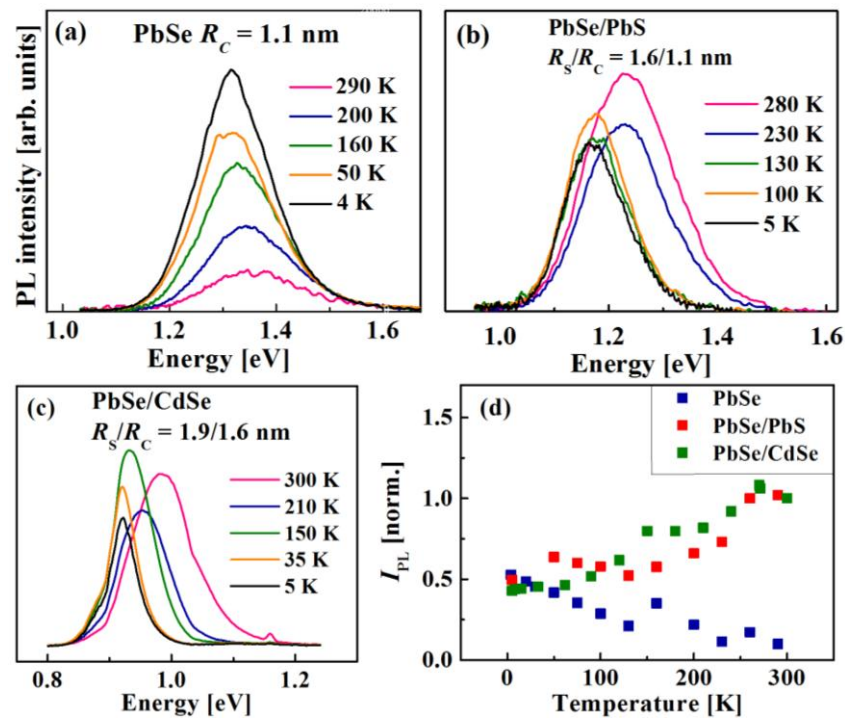 (a) PbSe R_C = 1.1 nm
290 K
200 K
160 K
50 K
4 K
PL intensity [arb. units]
1.0 1.2 1.4 1.6
Energy [eV]
(b) PbSe/PbS
R_S/R_C = 1.6/1.1 nm
280 K
230 K
130 K
100 K
5 K
1.0 1.2 1.4 1.6
Energy [eV]
(c) PbSe/CdSe
R_S/R_C = 1.9/1.6 nm
300 K
210 K
150 K
35 K
5 K
0.8 1.0 1.2
Energy [eV]
(d)
PbSe
PbSe/PbS
PbSe/CdSe
I_PL [norm.]
1.5
1.0
0.5
0.0
0 100 200 300
Temperature [K]